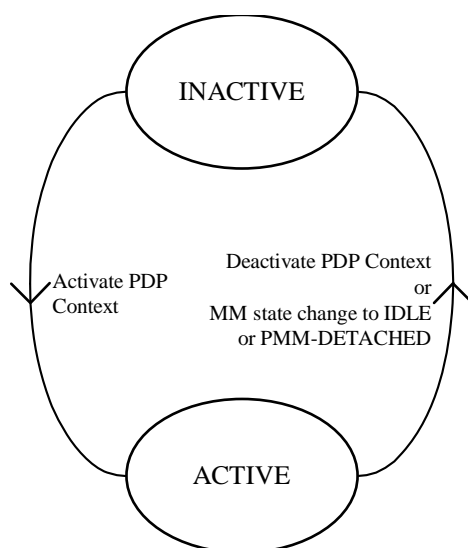 INACTIVE
Activate PDP
Context
Deactivate PDP Context
or
MM state change to IDLE
or PMM-DETACHED
ACTIVE